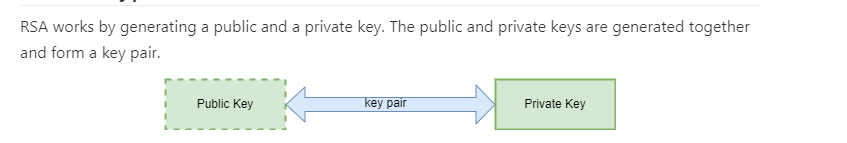 RSA works by generating a public and a private key. The public and private keys are generated together
and form a key pair.
Public Key
key pair
Private Key